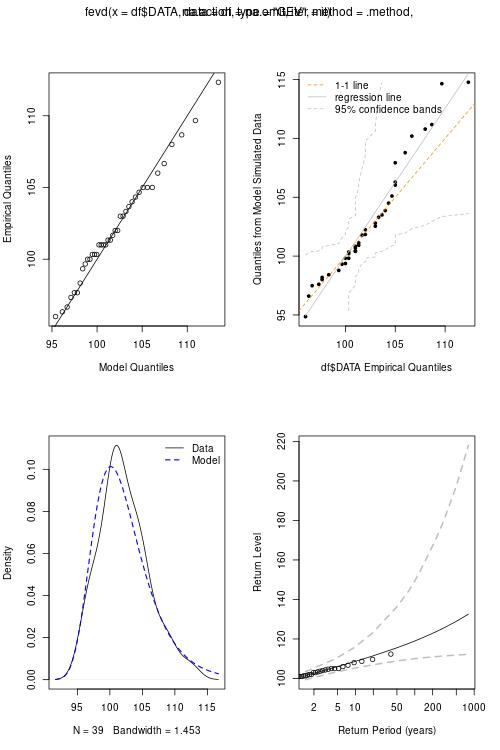 fevd(x = df$DATA, data = df, type = "GEV", method = .method,
Empirical Quantiles
95 100 105 110
100 105 110
Model Quantiles
1-1 line
regression line
95% confidence bands
Quantiles from Model Simulated Data
95 100 105 110 115
100 105 110
df$DATA Empirical Quantiles
Data
Model
Density
0.00 0.02 0.04 0.06 0.08 0.10
95 100 105 110 115
N = 39 Bandwidth = 1.453
Return Level
100 120 140 160 180 200 220
2 5 10 50 200 1000
Return Period (years)